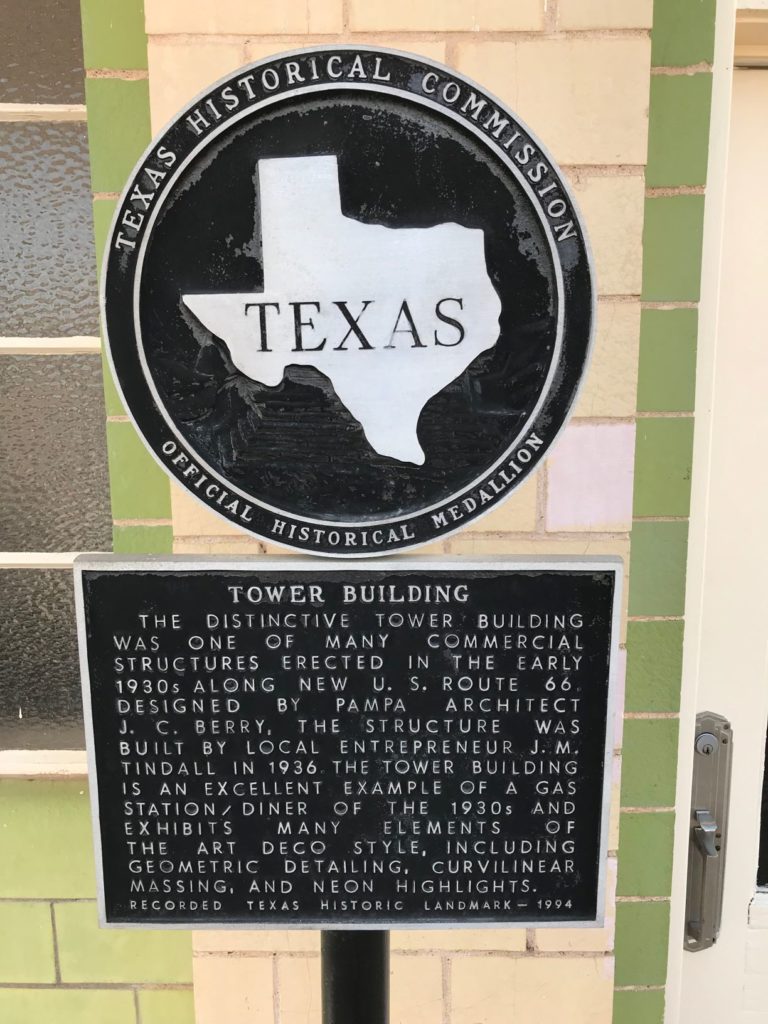 TEXAS HISTORICAL COMMISSION
TEXAS
OFFICIAL HISTORICAL MEDALLION
TOWER BUILDING
THE DISTINCTIVE TOWER BUILDING
WAS ONE OF MANY COMMERCIAL
STRUCTURES ERECTED IN THE EARLY
1930s ALONG NEW U. S. ROUTE 66.
DESIGNED BY PAMPA ARCHITECT
J. C. BERRY, THE STRUCTURE WAS
BUILT BY LOCAL ENTREPRENEUR J. M.
TINDALL IN 1936. THE TOWER BUILDING
IS AN EXCELLENT EXAMPLE OF A GAS
STATION/DINER OF THE 1930s AND
EXHIBITS MANY ELEMENTS OF
THE ART DECO STYLE, INCLUDING
GEOMETRIC DETAILING, CURVILINEAR
MASSING, AND NEON HIGHLIGHTS.
RECORDED TEXAS HISTORIC LANDMARK — 1994